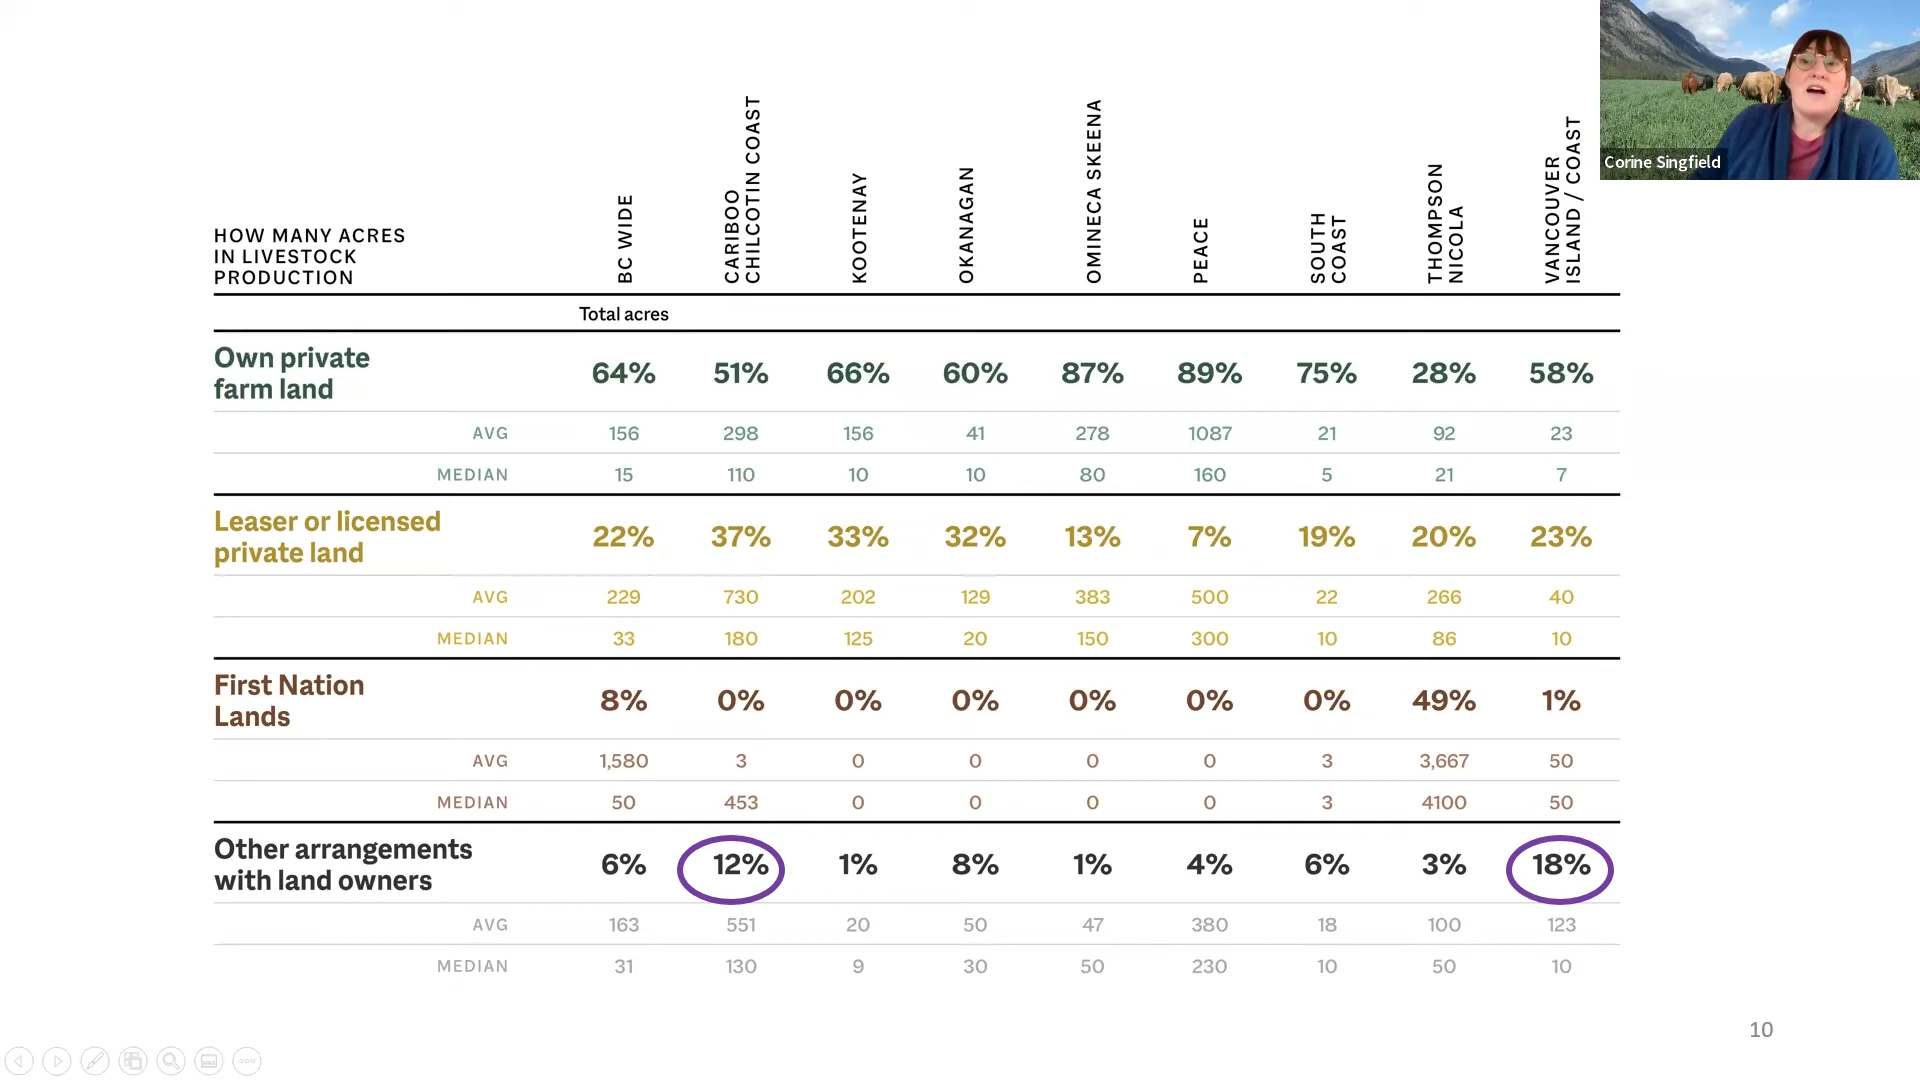 Corine Singfield
HOW MANY ACRES
IN LIVESTOCK
PRODUCTION
BC WIDE
CARIBOO
CHILCOTIN COAST
KOOTENAY
OKANAGAN
OMINECA SKEENA
PEACE
SOUTH
COAST
THOMPSON
NICOLA
VANCOUVER
ISLAND / COAST
Total acres
Own private
farm land
64% 51% 66% 60% 87% 89% 75% 28% 58%
AVG 156 298 156 41 278 1087 21 92 23
MEDIAN 15 110 10 10 80 160 5 21 7
Leaser or licensed
private land
22% 37% 33% 32% 13% 7% 19% 20% 23%
AVG 229 730 202 129 383 500 22 266 40
MEDIAN 33 180 125 20 150 300 10 86 10
First Nation
Lands
8% 0% 0% 0% 0% 0% 0% 49% 1%
AVG 1,580 3 0 0 0 0 3 3,667 50
MEDIAN 50 453 0 0 0 0 3 4100 50
Other arrangements
with land owners
6% 12% 1% 8% 1% 4% 6% 3% 18%
AVG 163 551 20 50 47 380 18 100 123
MEDIAN 31 130 9 30 50 230 10 50 10
10